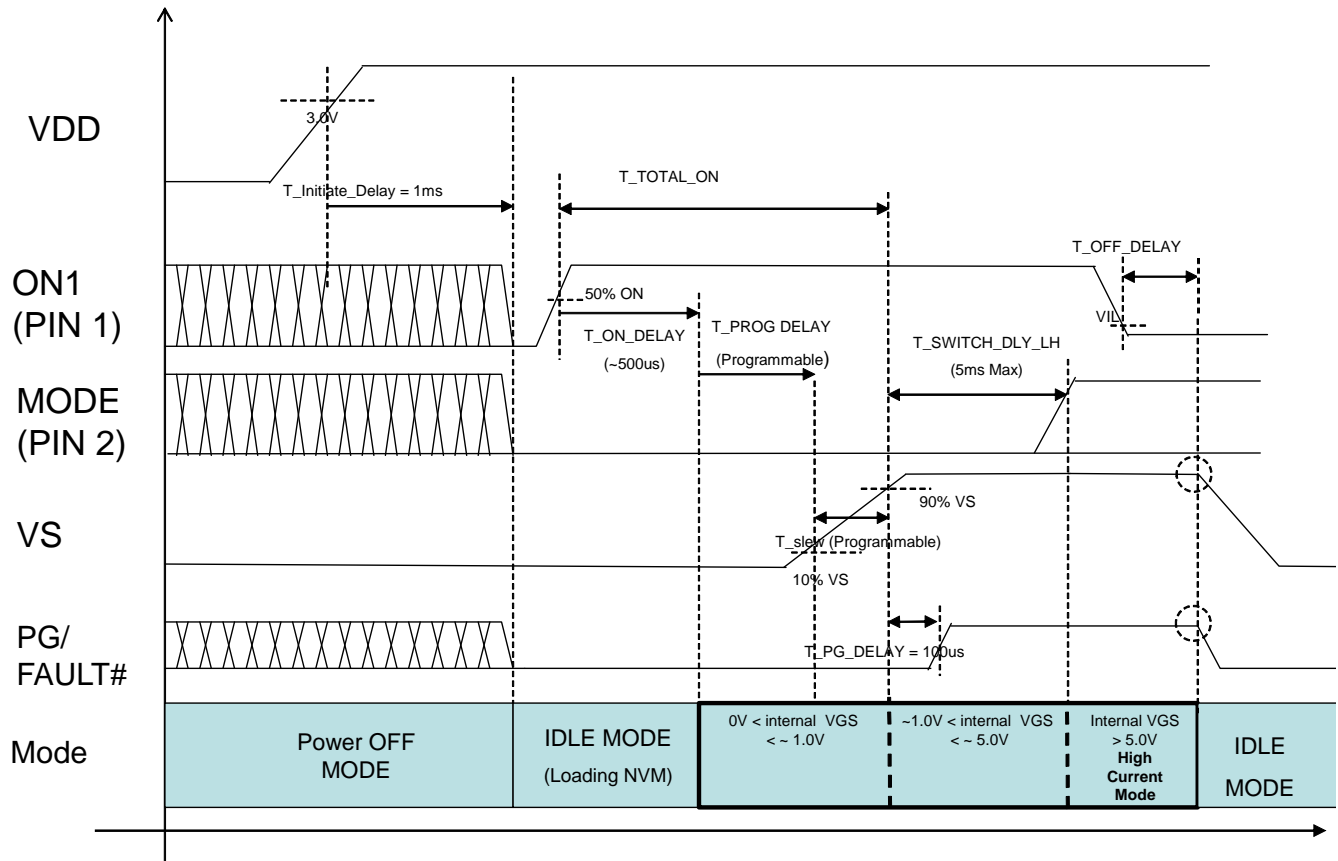 VDD
3.0V
T_Initiate_Delay = 1ms
T_TOTAL_ON
T_OFF_DELAY
ON1
(PIN 1)
50% ON
T_ON_DELAY
(~500us)
T_PROG DELAY
(Programmable)
T_SWITCH_DLY_LH
(5ms Max)
VIL
MODE
(PIN 2)
VS
90% VS
T_slew (Programmable)
10% VS
PG/
FAULT#
T_PG_DELAY = 100us
Mode
Power OFF
MODE
IDLE MODE
(Loading NVM)
0V < internal VGS
< ~ 1.0V
~1.0V < internal VGS
< ~ 5.0V
Internal VGS
> 5.0V
High
Current
Mode
IDLE
MODE